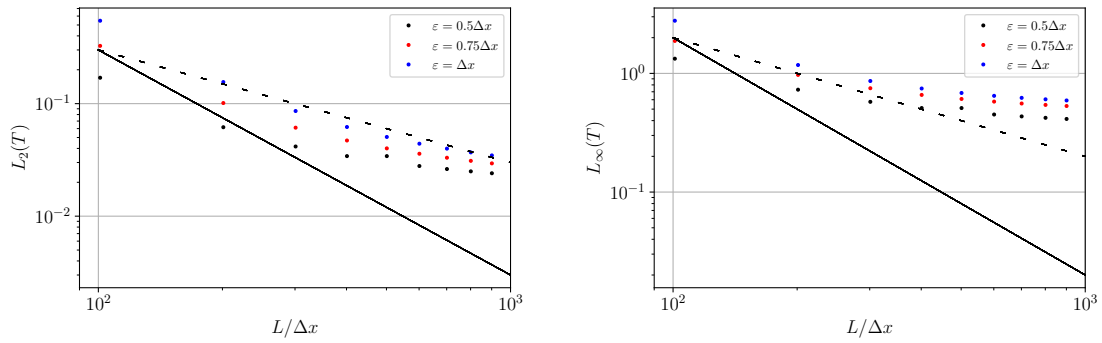 10^{-1}
10^{-2}
L_2(T)
10^2
10^3
L/Δx
ε = 0.5Δx
ε = 0.75Δx
ε = Δx
10^0
10^{-1}
L_∞(T)
10^2
10^3
L/Δx
ε = 0.5Δx
ε = 0.75Δx
ε = Δx